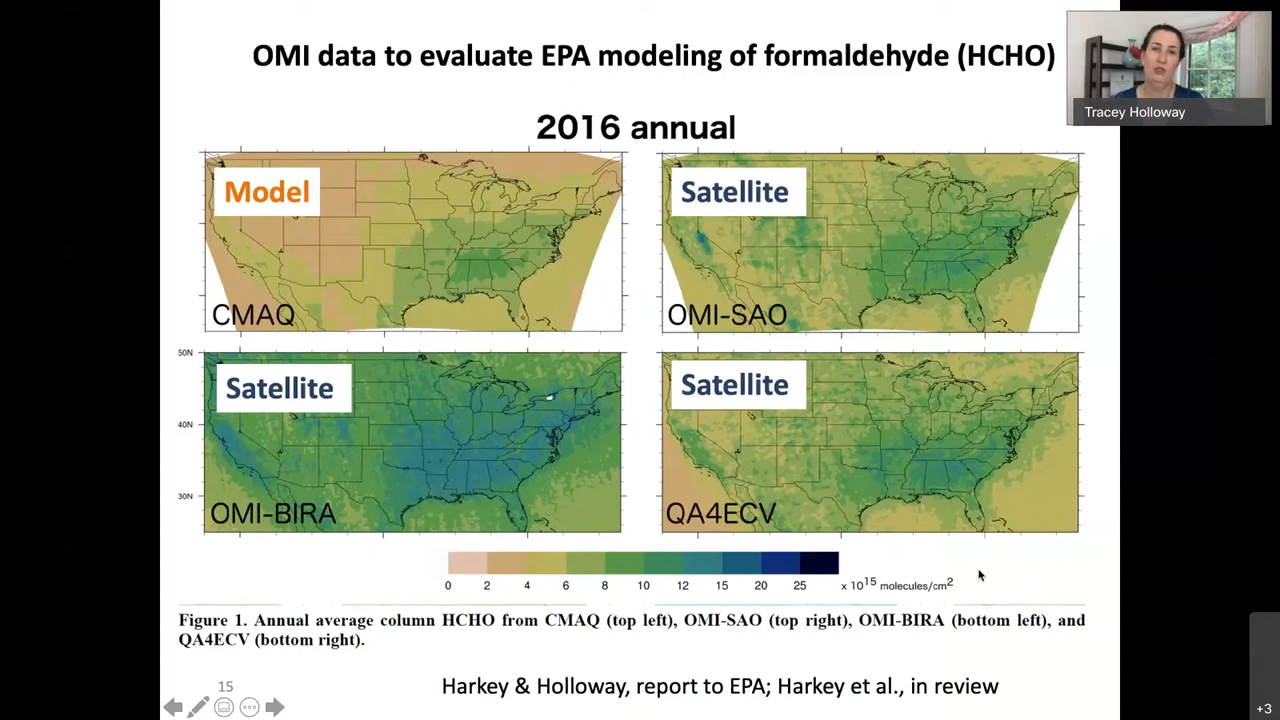 OMI data to evaluate EPA modeling of formaldehyde (HCHO)
Tracey Holloway
2016 annual
Model
CMAQ
Satellite
OMI-SAO
50N
40N
30N
Satellite
OMI-BIRA
Satellite
QA4ECV
0 2 4 6 8 10 12 15 20 25 x 10^15 molecules/cm^2
Figure 1. Annual average column HCHO from CMAQ (top left), OMI-SAO (top right), OMI-BIRA (bottom left), and
QA4ECV (bottom right).
15
Harkey & Holloway, report to EPA; Harkey et al., in review
+3